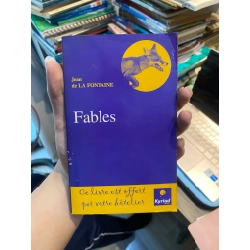 Jean
de LA FONTAINE
Fables
Ce livre est offert
par votre hôtelier
Kyriad